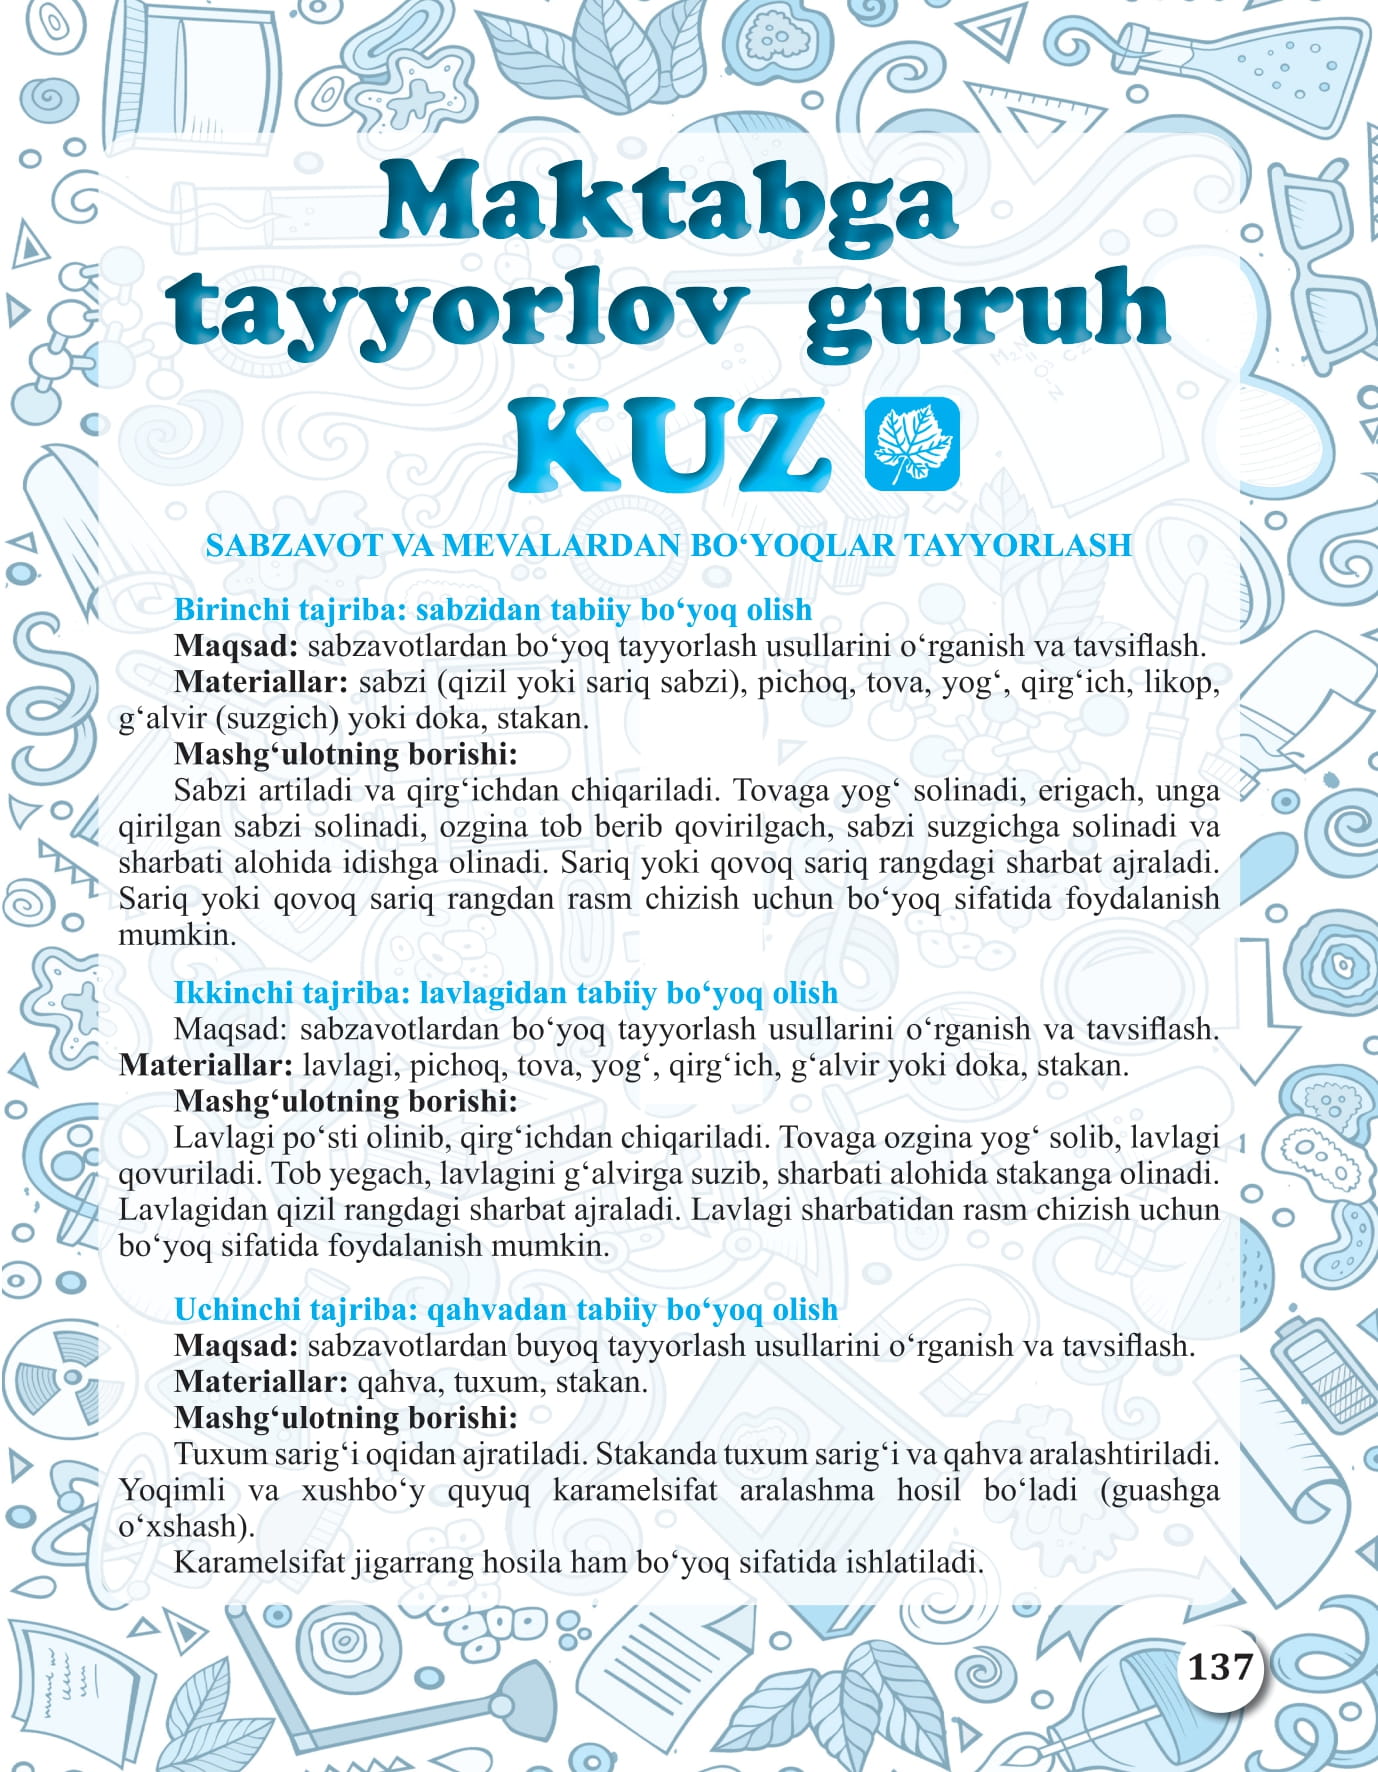 Maktabga
tayyorlov guruh
KUZ
SABZAVOT VA MEVALARDAN BO‘YOQLAR TAYYORLASH
Birinchi tajriba: sabzidan tabiiy bo‘yoq olish
Maqsad: sabzavotlardan bo‘yoq tayyorlash usullarini o‘rganish va tavsiflash.
Materiallar: sabzi (qizil yoki sariq sabzi), pichoq, tova, yog‘, qirg‘ich, likop,
g‘alvir (suzgich) yoki doka, stakan.
Mashg‘ulotning borishi:
Sabzi artiladi va qirg‘ichdan chiqariladi. Tovaga yog‘ solinadi, erigach, unga
qirilgan sabzi solinadi, ozgina tob berib qovirilgach, sabzi suzgichga solinadi va
sharbati alohida idishga olinadi. Sariq yoki qovoq sariq rangdagi sharbat ajraladi.
Sariq yoki qovoq sariq rangdan rasm chizish uchun bo‘yoq sifatida foydalanish
mumkin.
Ikkinchi tajriba: lavlagidan tabiiy bo‘yoq olish
Maqsad: sabzavotlardan bo‘yoq tayyorlash usullarini o‘rganish va tavsiflash.
Materiallar: lavlagi, pichoq, tova, yog‘, qirg‘ich, g‘alvir yoki doka, stakan.
Mashg‘ulotning borishi:
Lavlagi po‘sti olinib, qirg‘ichdan chiqariladi. Tovaga ozgina yog‘ solib, lavlagi
qovuriladi. Tob yegach, lavlagini g‘alvirga suzib, sharbati alohida stakanga olinadi.
Lavlagidan qizil rangdagi sharbat ajraladi. Lavlagi sharbatidan rasm chizish uchun
bo‘yoq sifatida foydalanish mumkin.
Uchinchi tajriba: qahvadan tabiiy bo‘yoq olish
Maqsad: sabzavotlardan buyoq tayyorlash usullarini o‘rganish va tavsiflash.
Materiallar: qahva, tuxum, stakan.
Mashg‘ulotning borishi:
Tuxum sarig‘i oqidan ajratiladi. Stakanda tuxum sarig‘i va qahva aralashtiriladi.
Yoqimli va xushbo‘y quyuq karamelsifat aralashma hosil bo‘ladi (guashga
o‘xshash).
Karamelsifat jigarrang hosila ham bo‘yoq sifatida ishlatiladi.
137